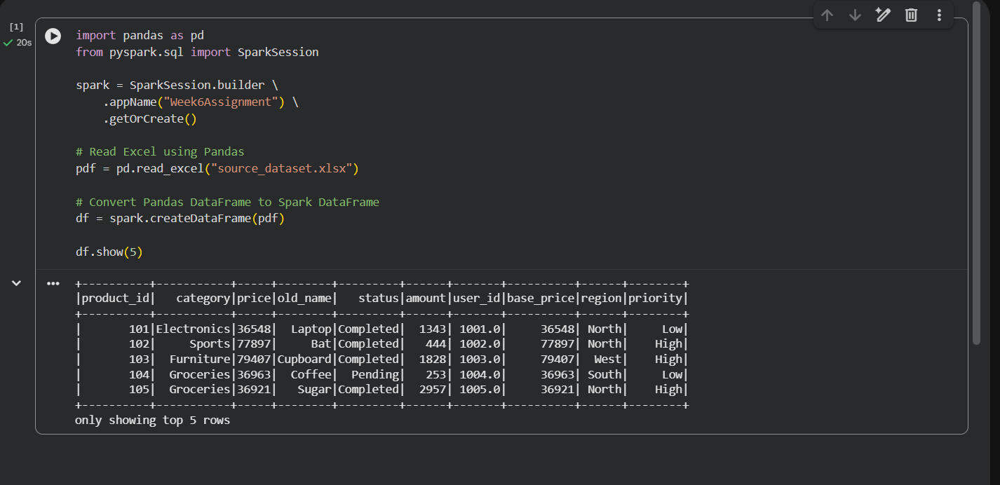 [1]
20s
import pandas as pd
from pyspark.sql import SparkSession
spark = SparkSession.builder \
    .appName("Week6Assignment") \
    .getOrCreate()
# Read Excel using Pandas
pdf = pd.read_excel("source_dataset.xlsx")
# Convert Pandas DataFrame to Spark DataFrame
df = spark.createDataFrame(pdf)
df.show(5)
+----------+-----------+-----+--------+---------+------+-------+----------+------+--------+
|product_id|   category|price|old_name|   status|amount|user_id|base_price|region|priority|
+----------+-----------+-----+--------+---------+------+-------+----------+------+--------+
|       101|Electronics|36548|  Laptop|Completed|  1343| 1001.0|     36548| North|     Low|
|       102|     Sports|77897|     Bat|Completed|   444| 1002.0|     77897| North|    High|
|       103|  Furniture|79407|Cupboard|Completed|  1828| 1003.0|     79407|  West|    High|
|       104|  Groceries|36963|  Coffee|  Pending|   253| 1004.0|     36963| South|     Low|
|       105|  Groceries|36921|   Sugar|Completed|  2957| 1005.0|     36921| North|    High|
+----------+-----------+-----+--------+---------+------+-------+----------+------+--------+
only showing top 5 rows